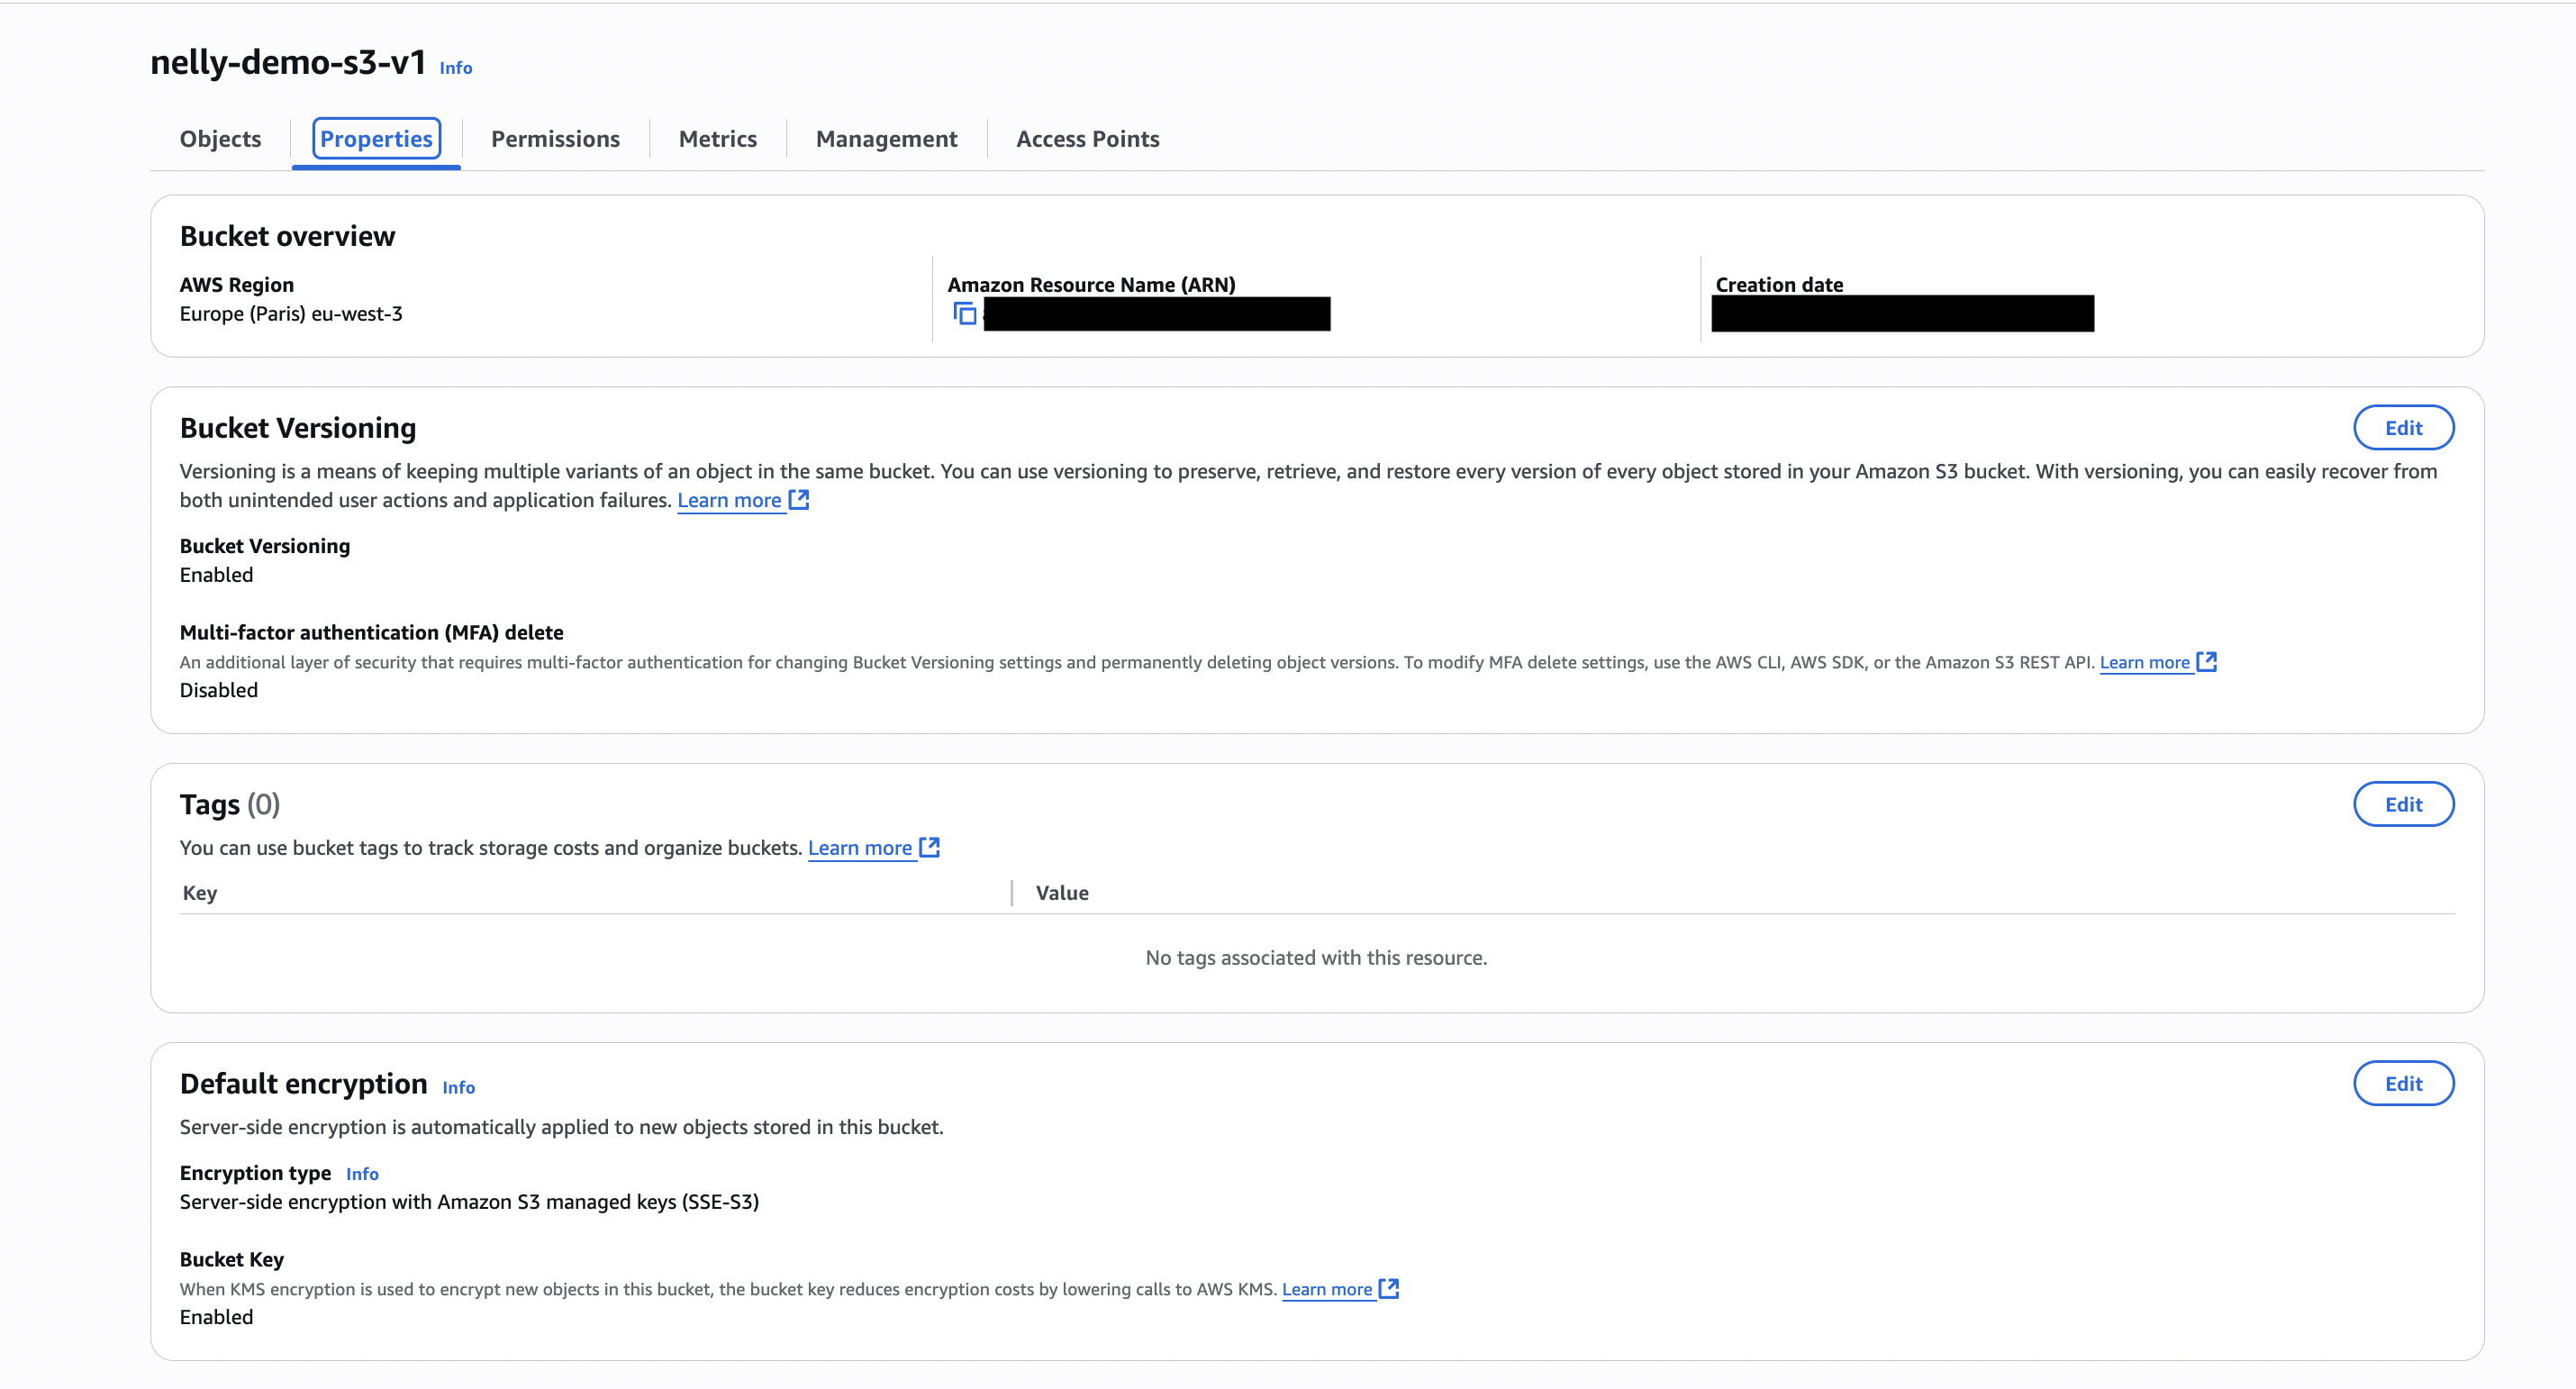 nelly-demo-s3-v1 Info
Objects Properties Permissions Metrics Management Access Points
Bucket overview
AWS Region
Europe (Paris) eu-west-3
Amazon Resource Name (ARN)
Creation date
Bucket Versioning
Edit
Versioning is a means of keeping multiple variants of an object in the same bucket. You can use versioning to preserve, retrieve, and restore every version of every object stored in your Amazon S3 bucket. With versioning, you can easily recover from
both unintended user actions and application failures. Learn more
Bucket Versioning
Enabled
Multi-factor authentication (MFA) delete
An additional layer of security that requires multi-factor authentication for changing Bucket Versioning settings and permanently deleting object versions. To modify MFA delete settings, use the AWS CLI, AWS SDK, or the Amazon S3 REST API. Learn more
Disabled
Tags (0)
Edit
You can use bucket tags to track storage costs and organize buckets. Learn more
Key Value
No tags associated with this resource.
Default encryption Info
Edit
Server-side encryption is automatically applied to new objects stored in this bucket.
Encryption type Info
Server-side encryption with Amazon S3 managed keys (SSE-S3)
Bucket Key
When KMS encryption is used to encrypt new objects in this bucket, the bucket key reduces encryption costs by lowering calls to AWS KMS. Learn more
Enabled